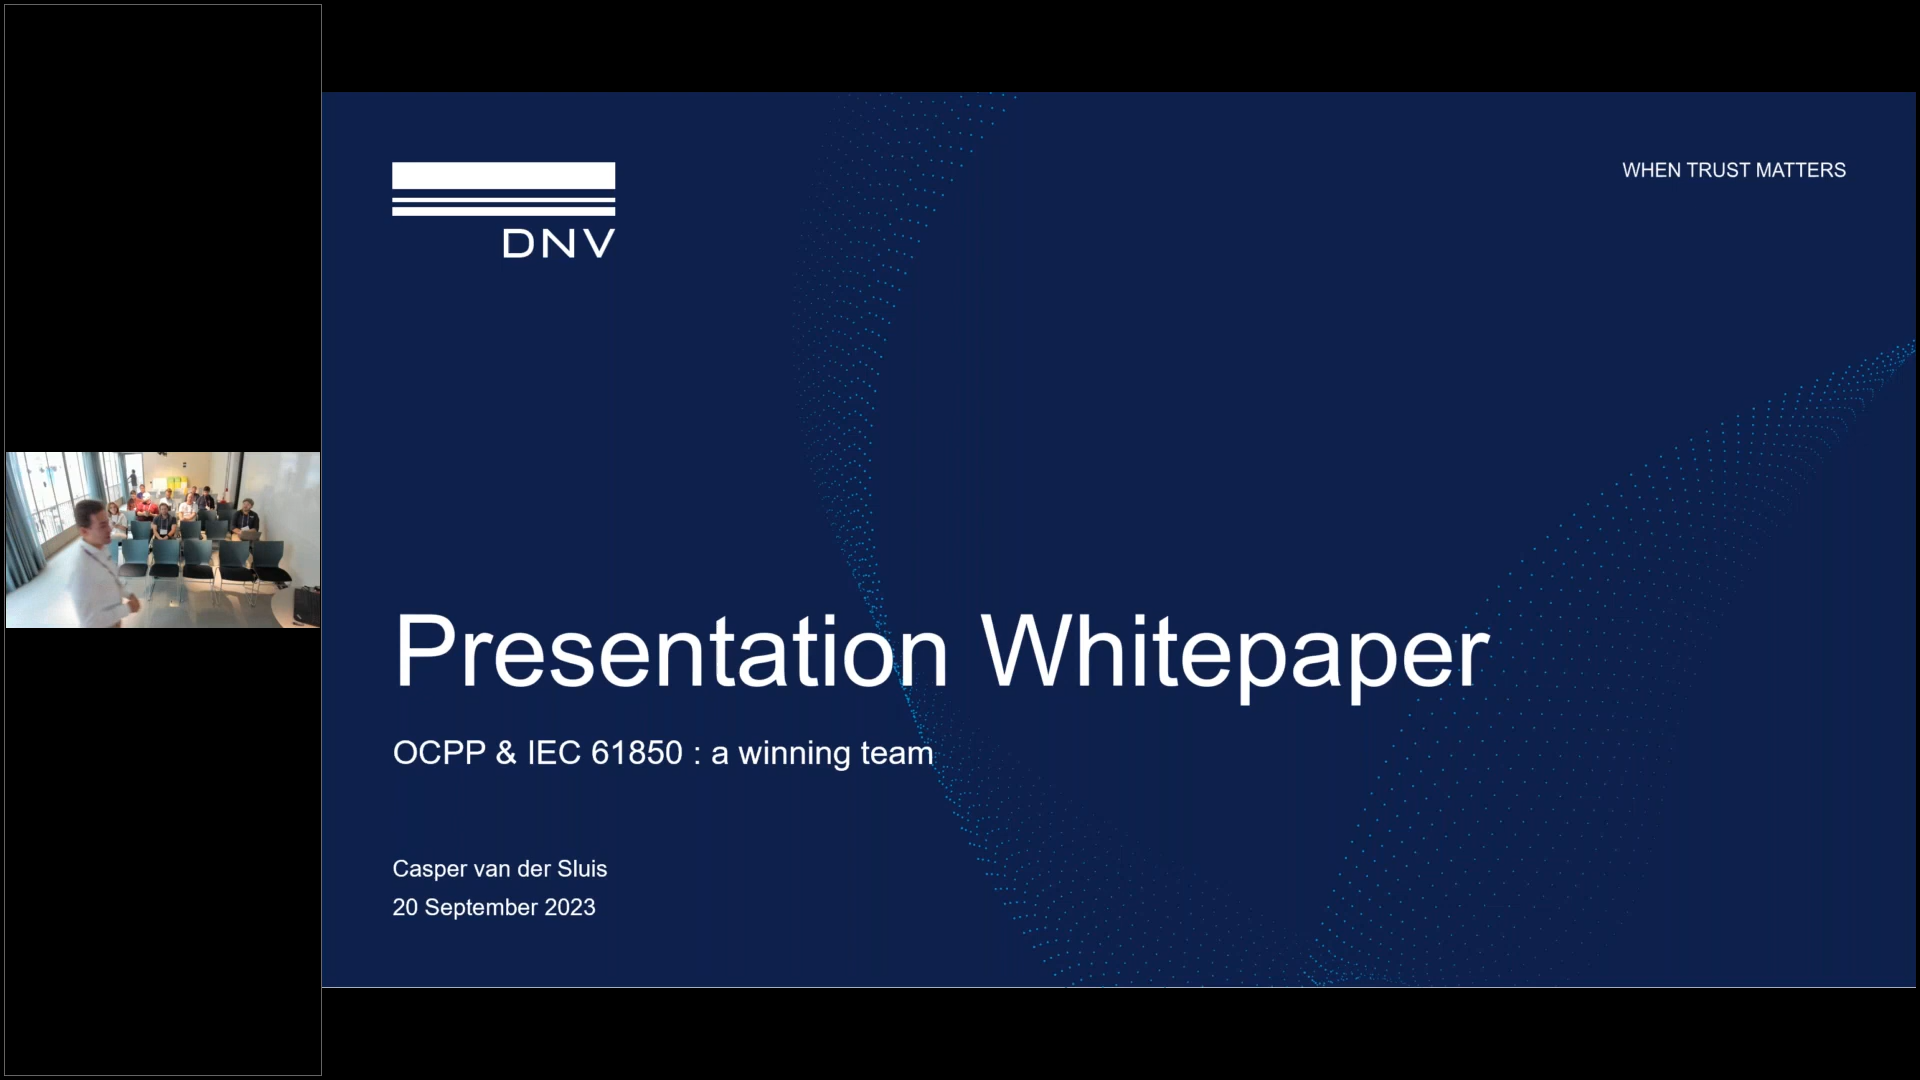 DNV
WHEN TRUST MATTERS
Presentation Whitepaper
OCPP & IEC 61850 : a winning team
Casper van der Sluis
20 September 2023